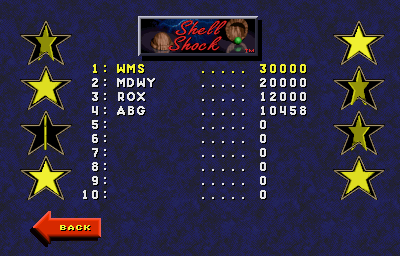 Shell
Shock
TM
1: WMS ..... 30000
2: MDWY ..... 20000
3: ROX ..... 12000
4: ABG ..... 10458
5: ..... 0
6: ..... 0
7: ..... 0
8: ..... 0
9: ..... 0
10: ..... 0
BACK